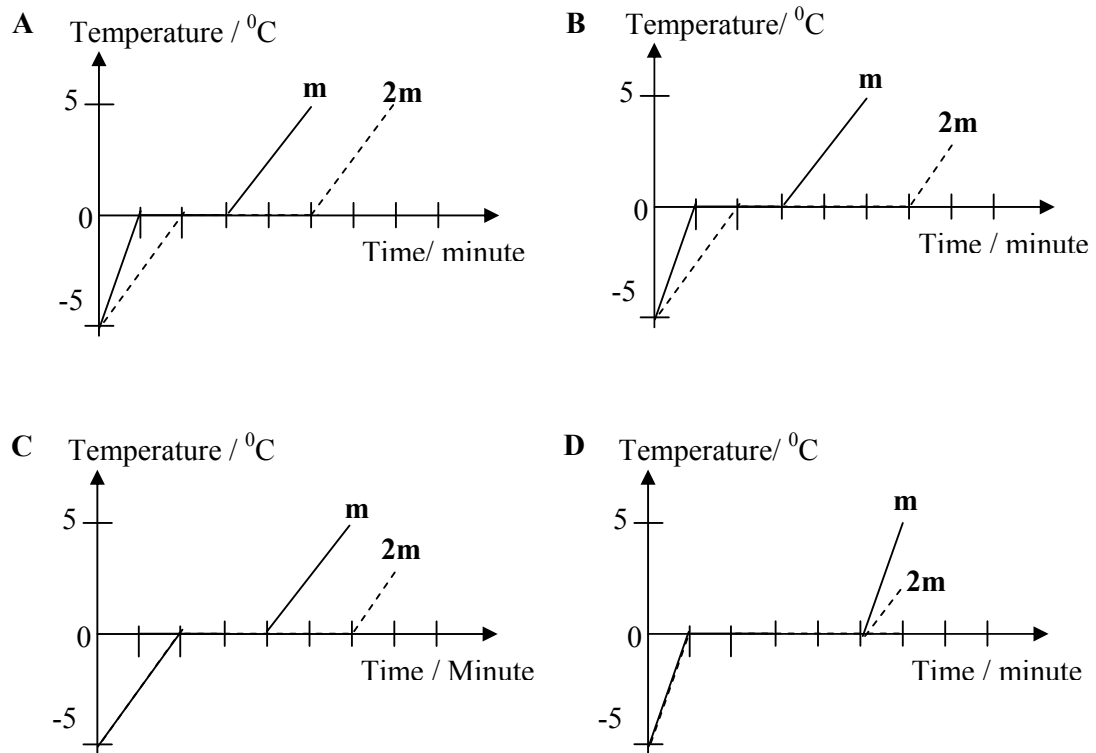 A Temperature / ⁰C
5
m
2m
0
Time/ minute
-5
B Temperature/ ⁰C
5
m
2m
0
Time / minute
-5
C Temperature / ⁰C
5
m
2m
0
Time / Minute
-5
D Temperature/ ⁰C
5
m
2m
0
Time / minute
-5